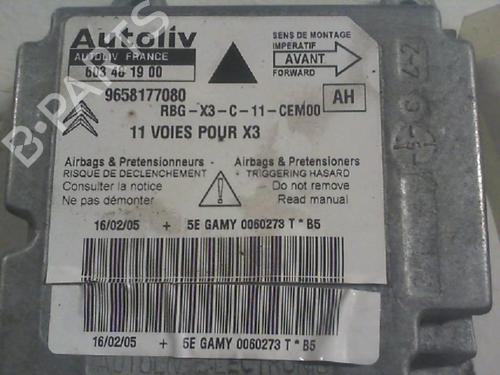 Autoliv
AUTOLIV FRANCE
603 48 19 00
SENS DE MONTAGE
IMPERATIF
AVANT
FORWARD
9658177080
AH
RBG-X3-C-11-CEM00
11 VOIES POUR X3
Airbags & Pretensionneurs - Airbags & Pretensioners
RISQUE DE DECLENCHEMENT
TRIGGERING HASARD
Consulter la notice
Do not remove
Ne pas démonter
Read manual
16/02/05 + 5E GAMY 0060273 T * B5
16/02/05 + 5E GAMY 0060273 T * B5
AUTOLIV ELECTRONIC
B-PARTS